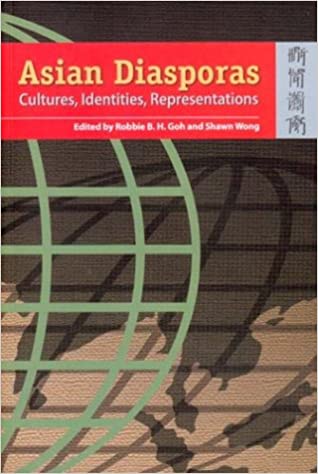 Asian Diasporas
Cultures, Identities, Representations
Edited by Robbie B. H. Goh and Shawn Wong